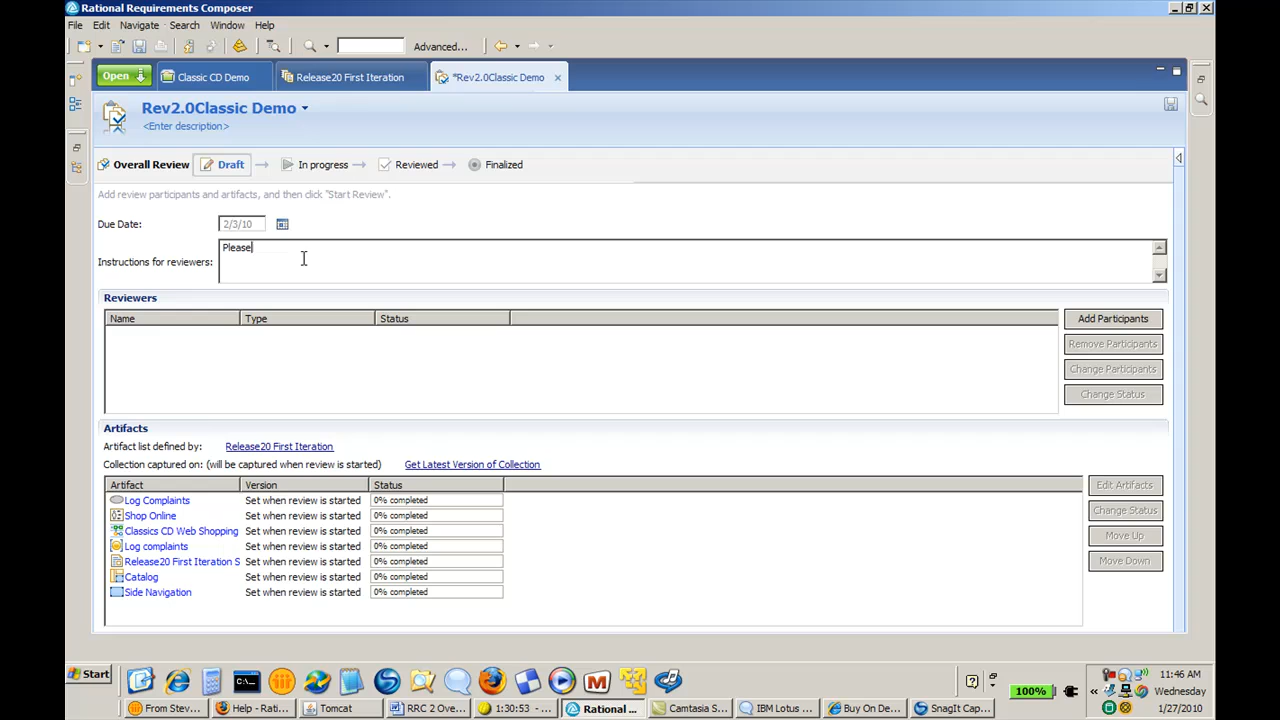 Rational Requirements Composer
File Edit Navigate Search Window Help
Advanced...
Open Classic CD Demo Release20 First Iteration *Rev2.0Classic Demo
Rev2.0Classic Demo
<Enter description>
Overall Review Draft In progress Reviewed Finalized
Add review participants and artifacts, and then click "Start Review".
Due Date: 2/3/10
Please
Instructions for reviewers:
Reviewers
Name Type Status
Add Participants
Remove Participants
Change Participants
Change Status
Artifacts
Artifact list defined by: Release20 First Iteration
Collection captured on: (will be captured when review is started) Get Latest Version of Collection
Artifact Version Status
Edit Artifacts
Log Complaints Set when review is started 0% completed
Change Status
Shop Online Set when review is started 0% completed
Classics CD Web Shopping Set when review is started 0% completed
Move Up
Log complaints Set when review is started 0% completed
Release20 First Iteration S Set when review is started 0% completed
Move Down
Catalog Set when review is started 0% completed
Side Navigation Set when review is started 0% completed
Start
100%
11:46 AM
Wednesday
1/27/2010
From Stev... Help - Rati... Tomcat RRC 2 Ove... 1:30:53 - ... Rational ... Camtasia S... IBM Lotus ... Buy On De... SnagIt Cap...